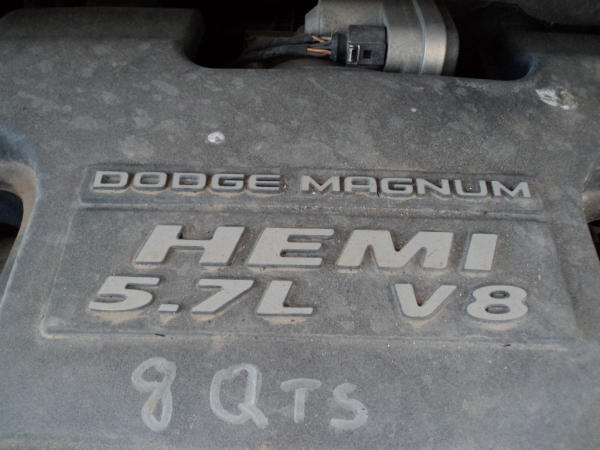 DODGE MAGNUM
HEMI
5.7L V8
8 QTS